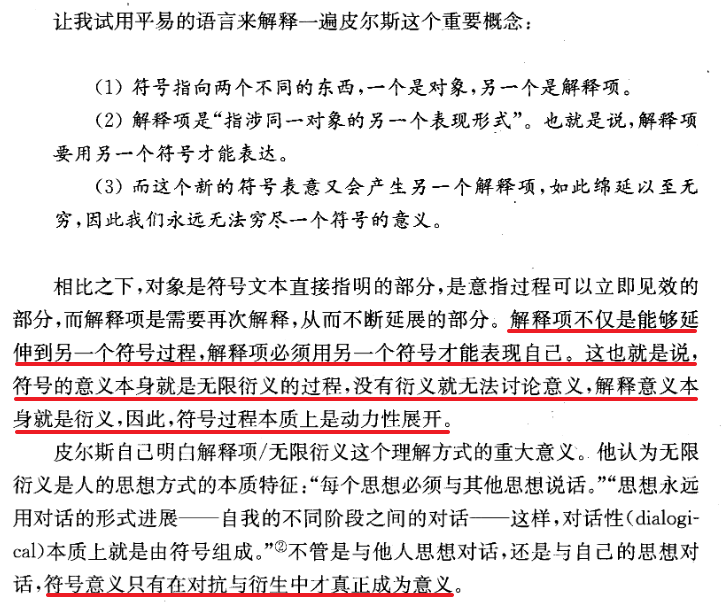 让我试用平易的语言来解释一遍皮尔斯这个重要概念：
(1) 符号指向两个不同的东西，一个是对象，另一个是解释项。
(2) 解释项是“指涉同一对象的另一个表现形式”。也就是说，解释项
要用另一个符号才能表达。
(3) 而这个新的符号表意又会产生另一个解释项，如此绵延以至无
穷，因此我们永远无法穷尽一个符号的意义。
相比之下，对象是符号文本直接指明的部分，是意指过程可以立即见效的
部分，而解释项是需要再次解释，从而不断延展的部分。解释项不仅是能够延
伸到另一个符号过程，解释项必须用另一个符号才能表现自己。这也就是说，
符号的意义本身就是无限衍义的过程，没有衍义就无法讨论意义，解释意义本
身就是衍义，因此，符号过程本质上是动力性展开。
皮尔斯自己明白解释项/无限衍义这个理解方式的重大意义。他认为无限
衍义是人的思想方式的本质特征：“每个思想必须与其他思想说话。”“思想永远
用对话的形式进展——自我的不同阶段之间的对话——这样，对话性(dialogi-
cal)本质上就是由符号组成。”②不管是与他人思想对话，还是与自己的思想对
话，符号意义只有在对抗与衍生中才真正成为意义。